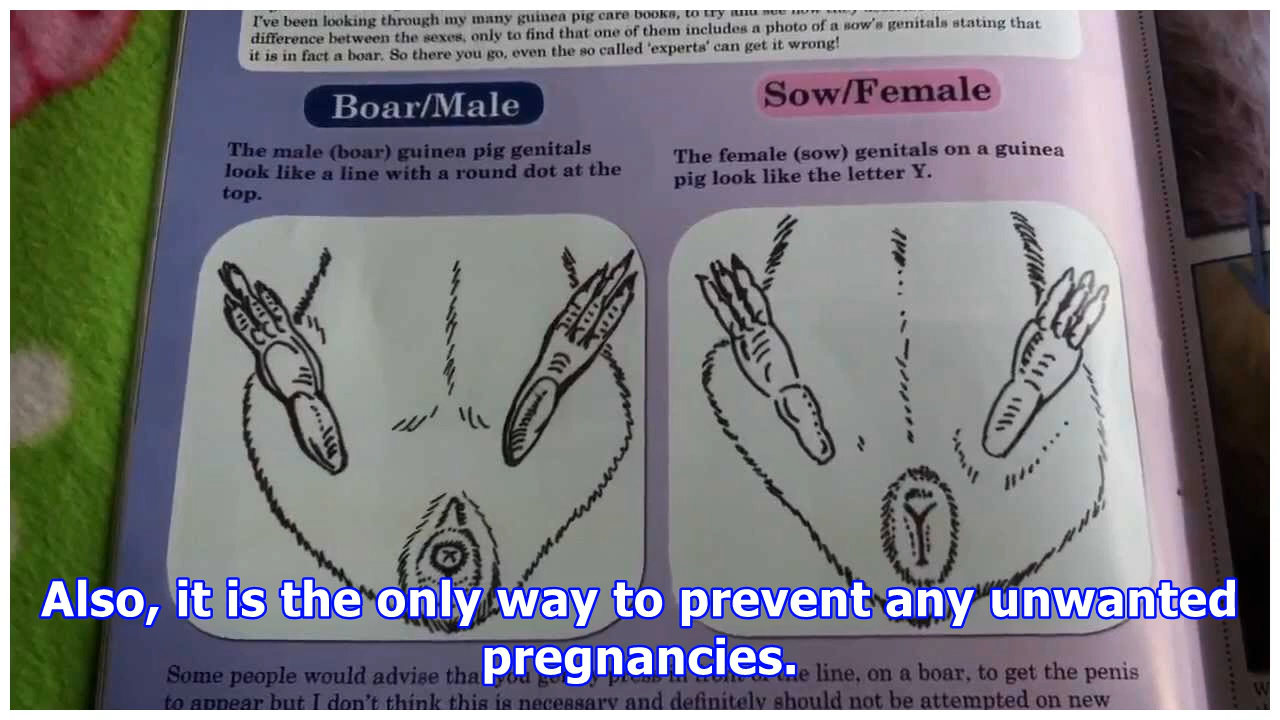 I've been looking through my many guinea pig care books, to try and see how they
difference between the sexes, only to find that one of them includes a photo of a sow's genitals stating that
it is in fact a boar. So there you go, even the so called 'experts' can get it wrong!
Boar/Male
The male (boar) guinea pig genitals
look like a line with a round dot at the
top.
Sow/Female
The female (sow) genitals on a guinea
pig look like the letter Y.
Also, it is the only way to prevent any unwanted
pregnancies.
Some people would advise that you the line, on a boar, to get the penis
to appear but I don't think this is necessary and definitely should not be attempted on new